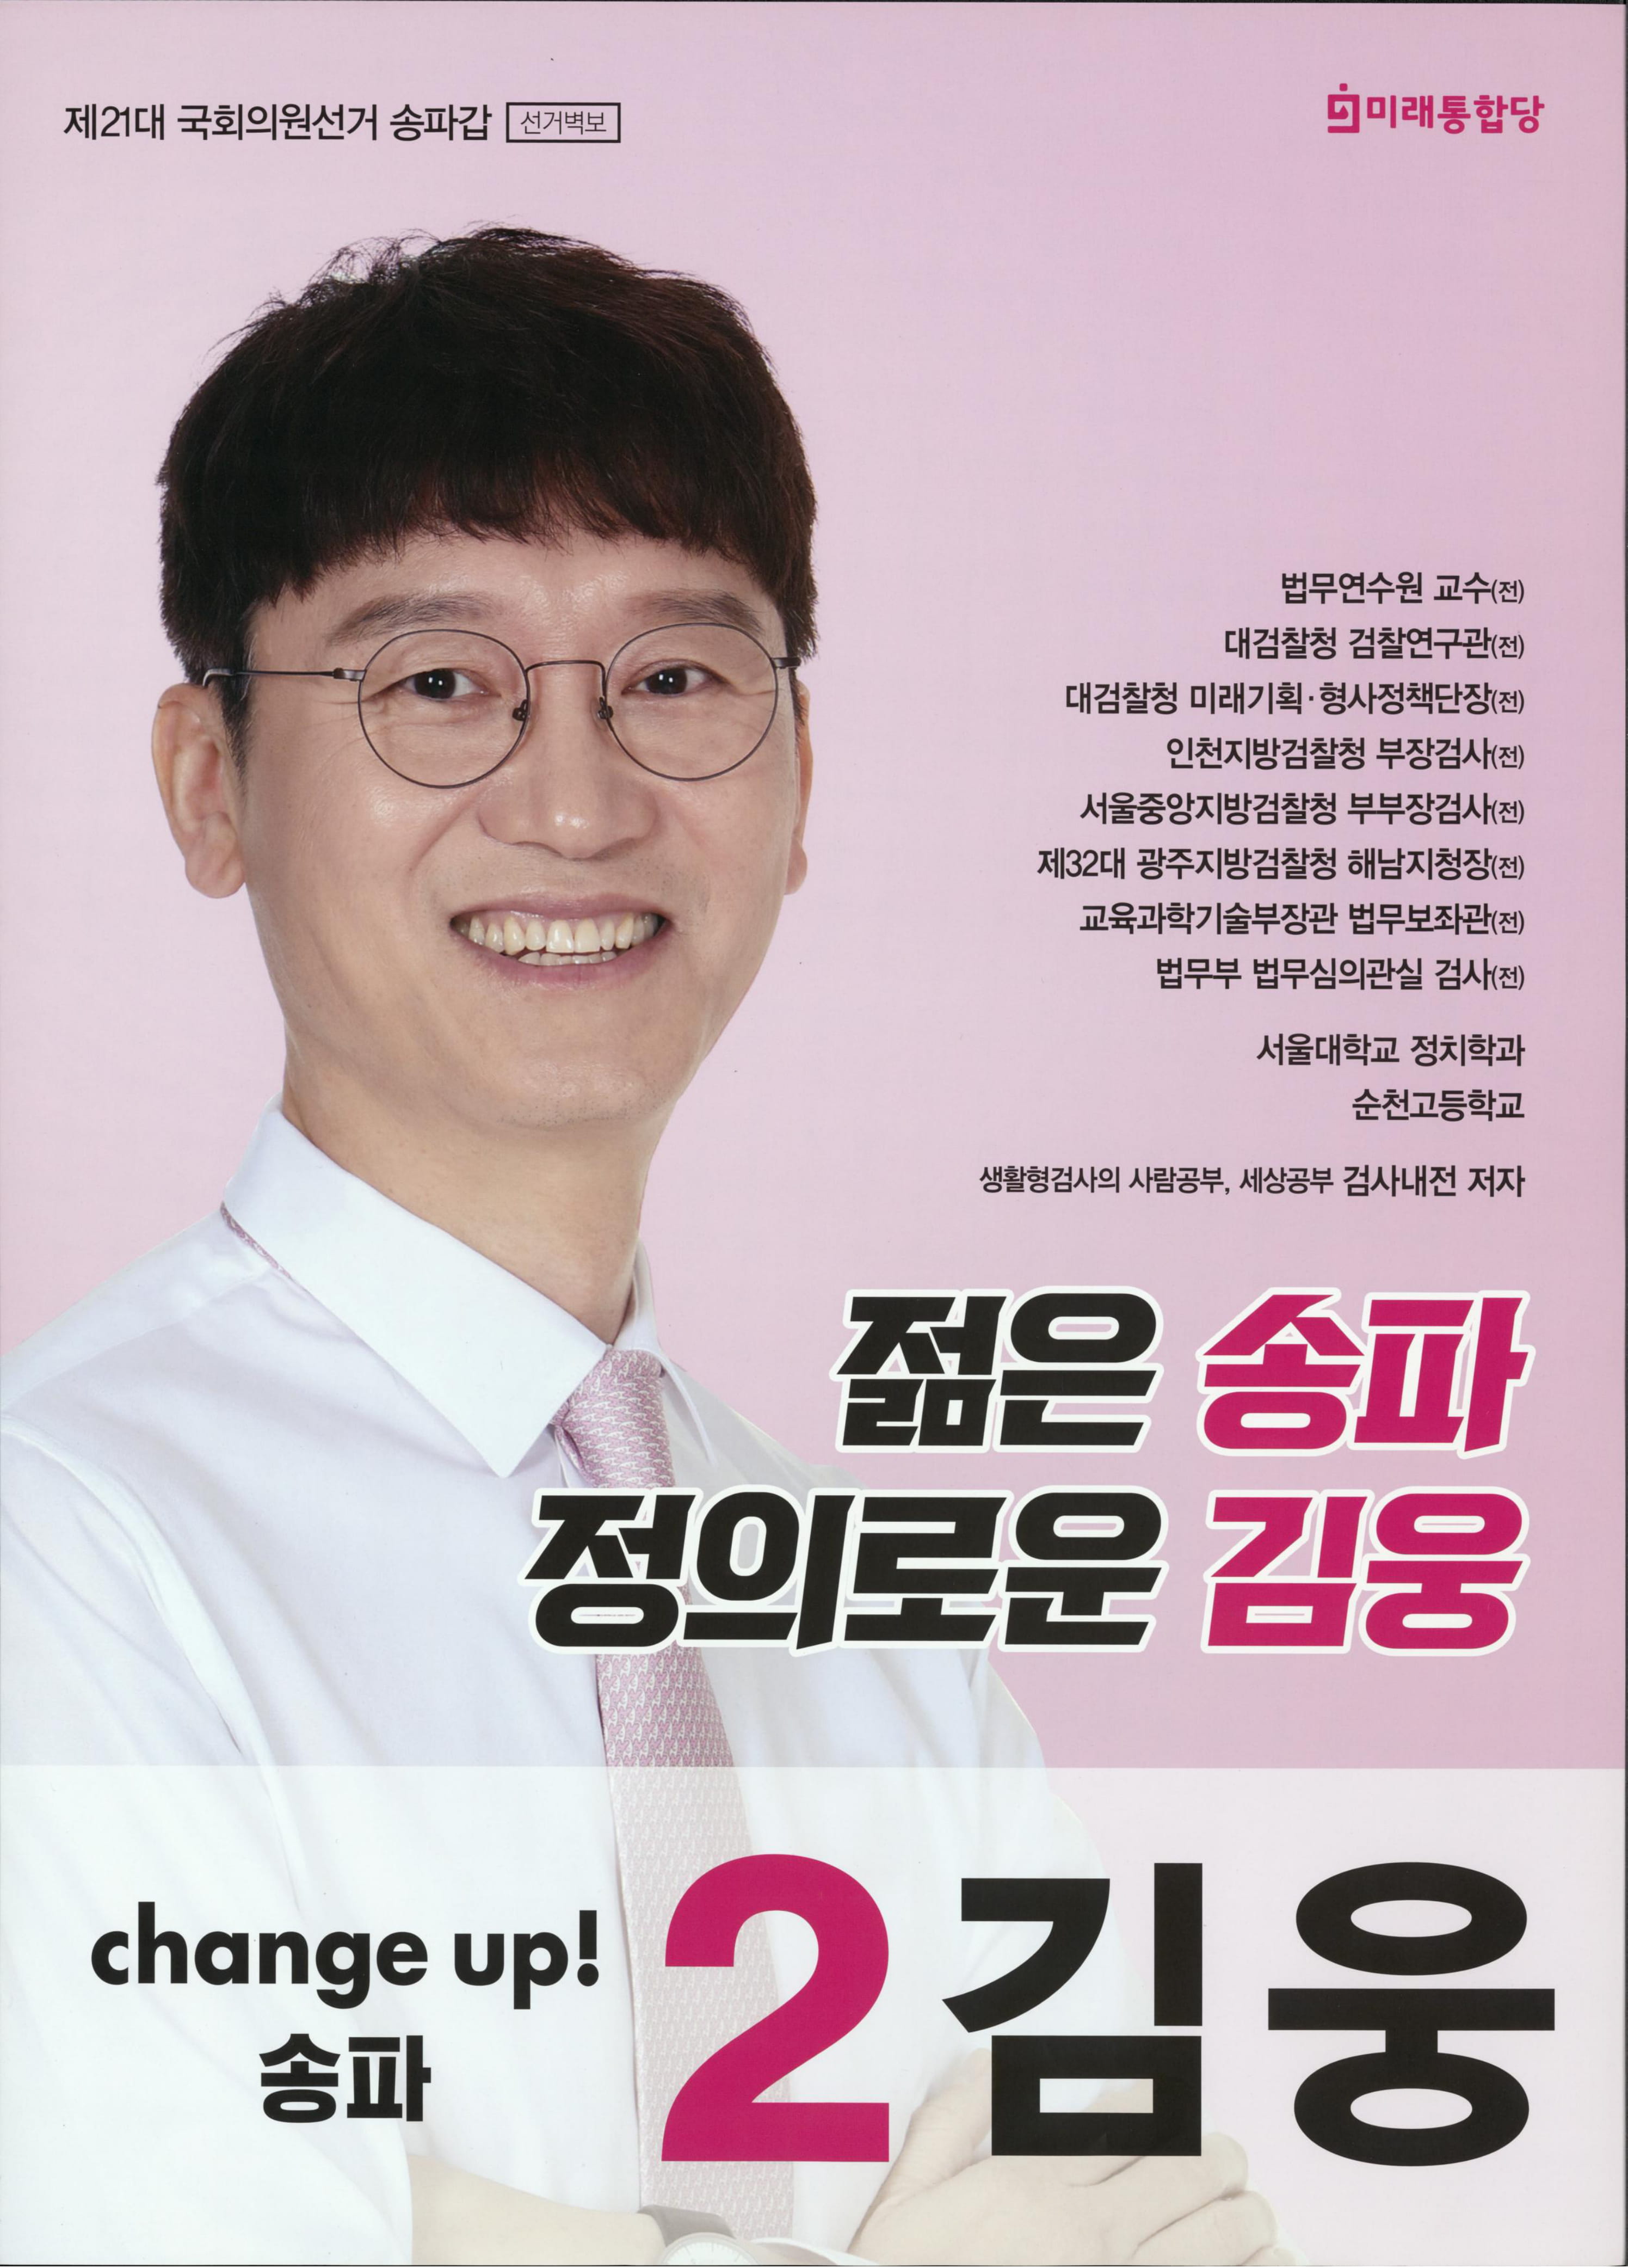 제21대 국회의원선거 송파갑 선거벽보
미래통합당
법무연수원 교수(전)
대검찰청 검찰연구관(전)
대검찰청 미래기획·형사정책단장(전)
인천지방검찰청 부장검사(전)
서울중앙지방검찰청 부부장검사(전)
제32대 광주지방검찰청 해남지청장(전)
교육과학기술부장관 법무보좌관(전)
법무부 법무심의관실 검사(전)
서울대학교 정치학과
순천고등학교
생활형검사의 사람공부, 세상공부 검사내전 저자
젊은 송파
정의로운 김웅
change up!
송파
2 김웅